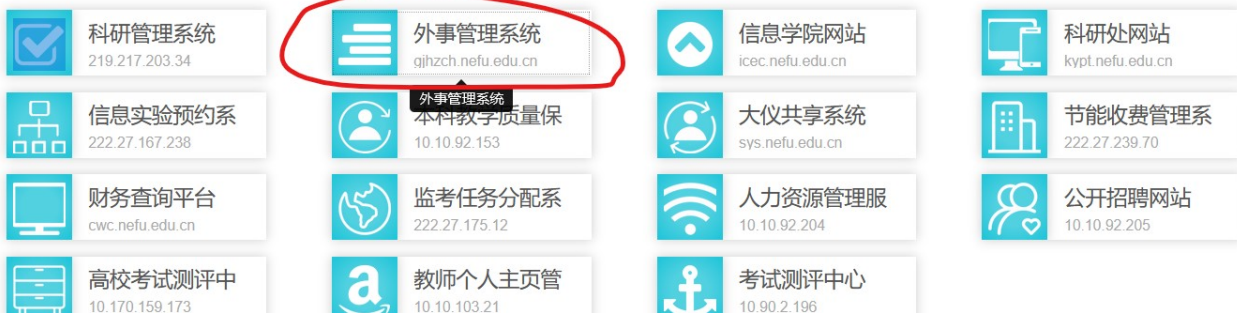 科研管理系统
219.217.203.34
外事管理系统
gjhzch.nefu.edu.cn
信息学院网站
icec.nefu.edu.cn
科研处网站
kypt.nefu.edu.cn
外事管理系统
信息实验预约系
222.27.167.238
本科教学质量保
10.10.92.153
大仪共享系统
sys.nefu.edu.cn
节能收费管理系
222.27.239.70
财务查询平台
cwc.nefu.edu.cn
监考任务分配系
222.27.175.12
人力资源管理服
10.10.92.204
公开招聘网站
10.10.92.205
高校考试测评中
10.170.159.173
a
教师个人主页管
10.10.103.21
考试测评中心
10.90.2.196